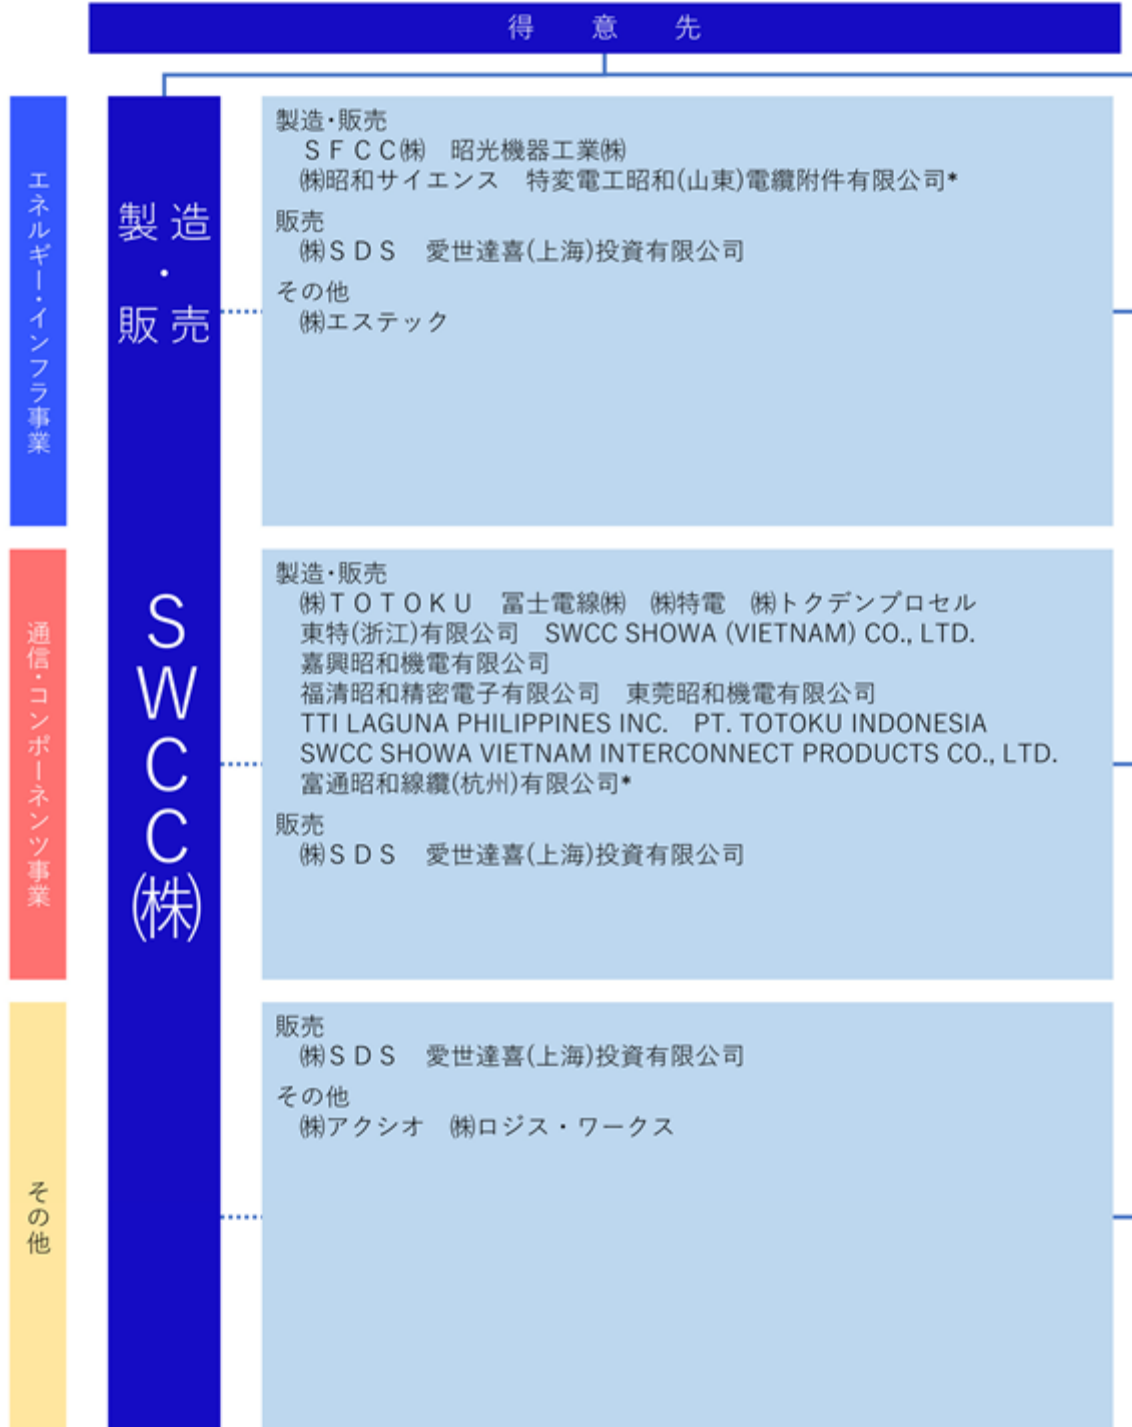 得意先
エネルギー・インフラ事業
製造・販売
SWCC㈱
製造・販売
ＳＦＣＣ㈱　昭光機器工業㈱
㈱昭和サイエンス　特変電工昭和(山東)電纜附件有限公司*
販売
㈱ＳＤＳ　愛世達喜(上海)投資有限公司
その他
㈱エステック
通信・コンポーネンツ事業
製造・販売
㈱ＴＯＴＯＫＵ　冨士電線㈱　㈱特電　㈱トクデンプロセル
東特(浙江)有限公司　SWCC SHOWA (VIETNAM) CO., LTD.
嘉興昭和機電有限公司
福清昭和精密電子有限公司　東莞昭和機電有限公司
TTI LAGUNA PHILIPPINES INC.　PT. TOTOKU INDONESIA
SWCC SHOWA VIETNAM INTERCONNECT PRODUCTS CO., LTD.
富通昭和線纜(杭州)有限公司*
販売
㈱ＳＤＳ　愛世達喜(上海)投資有限公司
その他
販売
㈱ＳＤＳ　愛世達喜(上海)投資有限公司
その他
㈱アクシオ　㈱ロジス・ワークス